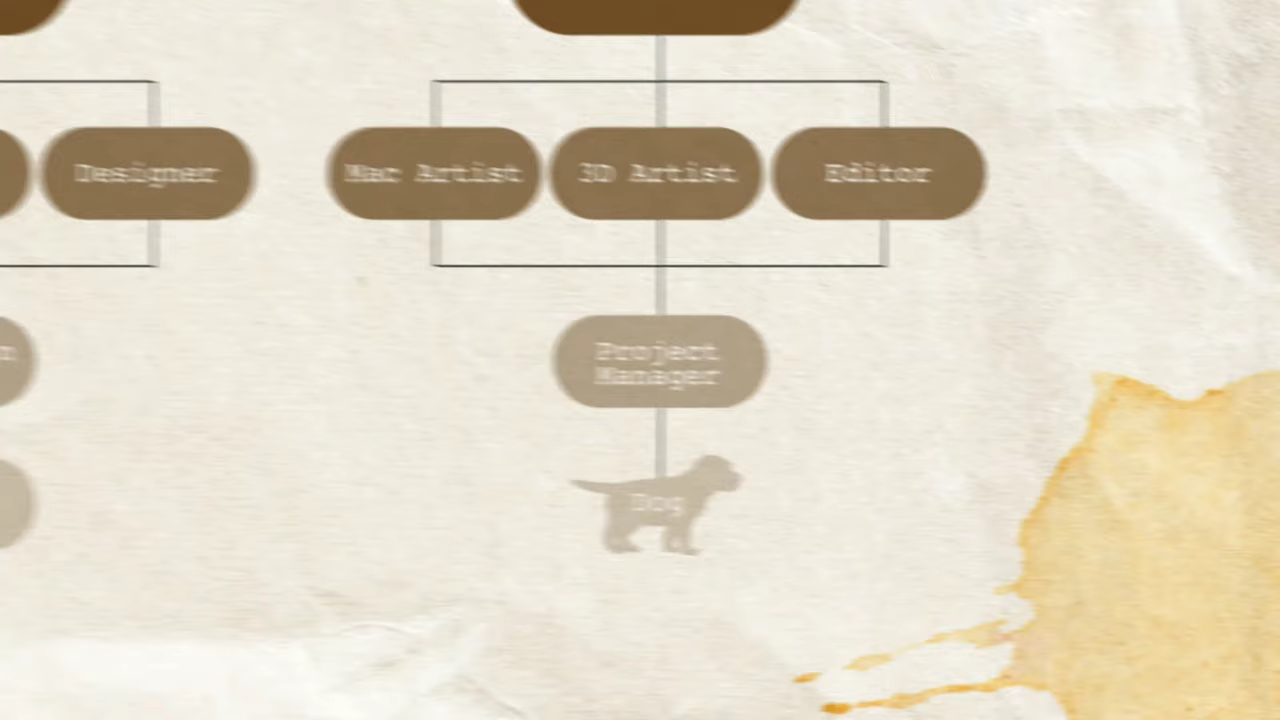 Designer
Mac Artist
3D Artist
Editor
Project
Manager
Dog